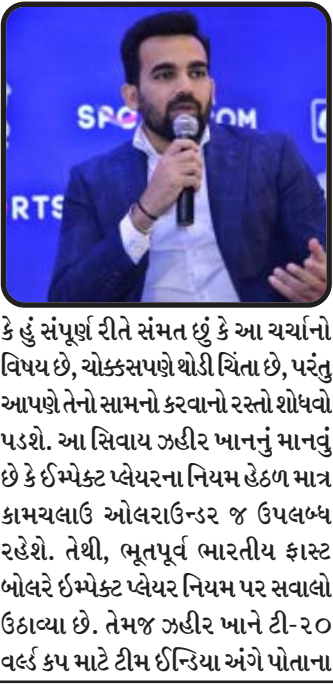 SPO
OM
RTS
કે હું સંપૂર્ણ રીતે સંમત છું કે આ ચર્ચાનો
વિષય છે, ચોક્કસપણે થોડી ચિંતા છે, પરંતુ
આપણે તેનો સામનો કરવાનો રસ્તો શોધવો
પડશે. આ સિવાય ઝહીર ખાનનું માનવું
છે કે ઈમ્પેક્ટ પ્લેયરના નિયમ હેઠળ માત્ર
કામચલાઉ ઓલરાઉન્ડર જ ઉપલબ્ધ
રહેશે. તેથી, ભૂતપૂર્વ ભારતીય ફાસ્ટ
બોલરે ઇમ્પેક્ટ પ્લેયર નિયમ પર સવાલો
ઉઠાવ્યા છે. તેમજ ઝહીર ખાને ટી-૨૦
વર્લ્ડ કપ માટે ટીમ ઈન્ડિયા અંગે પોતાના